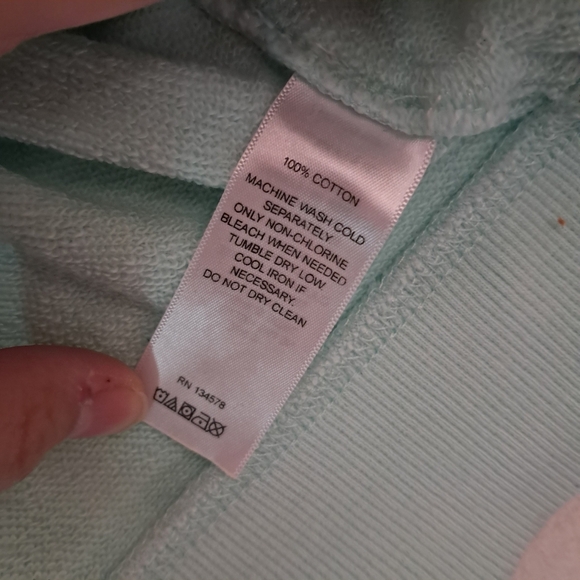 100% COTTON
MACHINE WASH COLD
SEPARATELY
ONLY NON-CHLORINE
BLEACH WHEN NEEDED
TUMBLE DRY LOW
COOL IRON IF
NECESSARY.
DO NOT DRY CLEAN
RN 134578